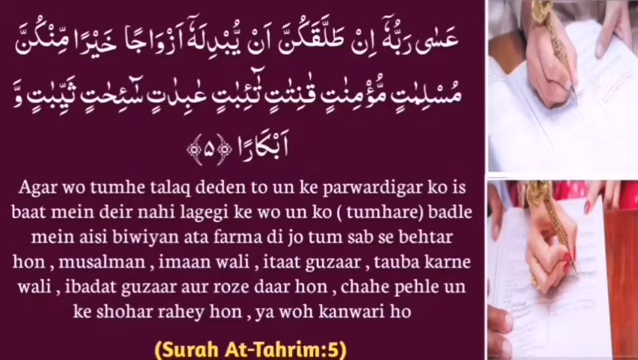 عَسٰى رَبُّهٗٓ اِنْ طَلَّقَكُنَّ اَنْ يُّبْدِلَهٗٓ اَزْوَاجًا خَيْرًا مِّنْكُنَّ
مُسْلِمٰتٍ مُّؤْمِنٰتٍ قٰنِتٰتٍ تٰٓئِبٰتٍ عٰبِدٰتٍ سٰٓئِحٰتٍ ثَيِّبٰتٍ وَّ
اَبْكَارًا ﴿۵﴾
Agar wo tumhe talaq deden to un ke parwardigar ko is
baat mein deir nahi lagegi ke wo un ko ( tumhare) badle
mein aisi biwiyan ata farma di jo tum sab se behtar
hon , musalman , imaan wali , itaat guzaar , tauba karne
wali , ibadat guzaar aur roze daar hon , chahe pehle un
ke shohar rahey hon , ya woh kanwari ho
(Surah At-Tahrim:5)